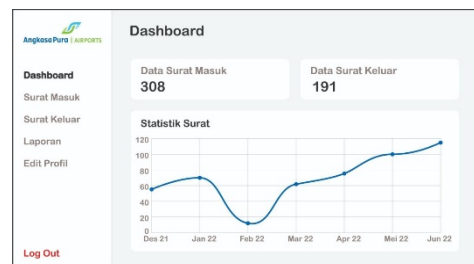 Angkasa Pura | AIRPORTS
Dashboard
Surat Masuk
Surat Keluar
Laporan
Edit Profil
Log Out
Dashboard
Data Surat Masuk
308
Data Surat Keluar
191
Statistik Surat
120
100
80
60
40
20
0
Des 21 Jan 22 Feb 22 Mar 22 Apr 22 Mei 22 Jun 22